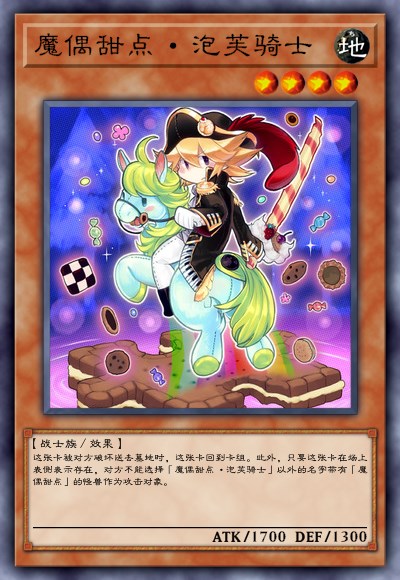 魔偶甜点・泡芙骑士
地
【战士族／效果】
这张卡被对方破坏送去墓地时，这张卡回到卡组。此外，只要这张卡在场上
表侧表示存在，对方不能选择「魔偶甜点・泡芙骑士」以外的名字带有「魔
偶甜点」的怪兽作为攻击对象。
ATK/1700 DEF/1300